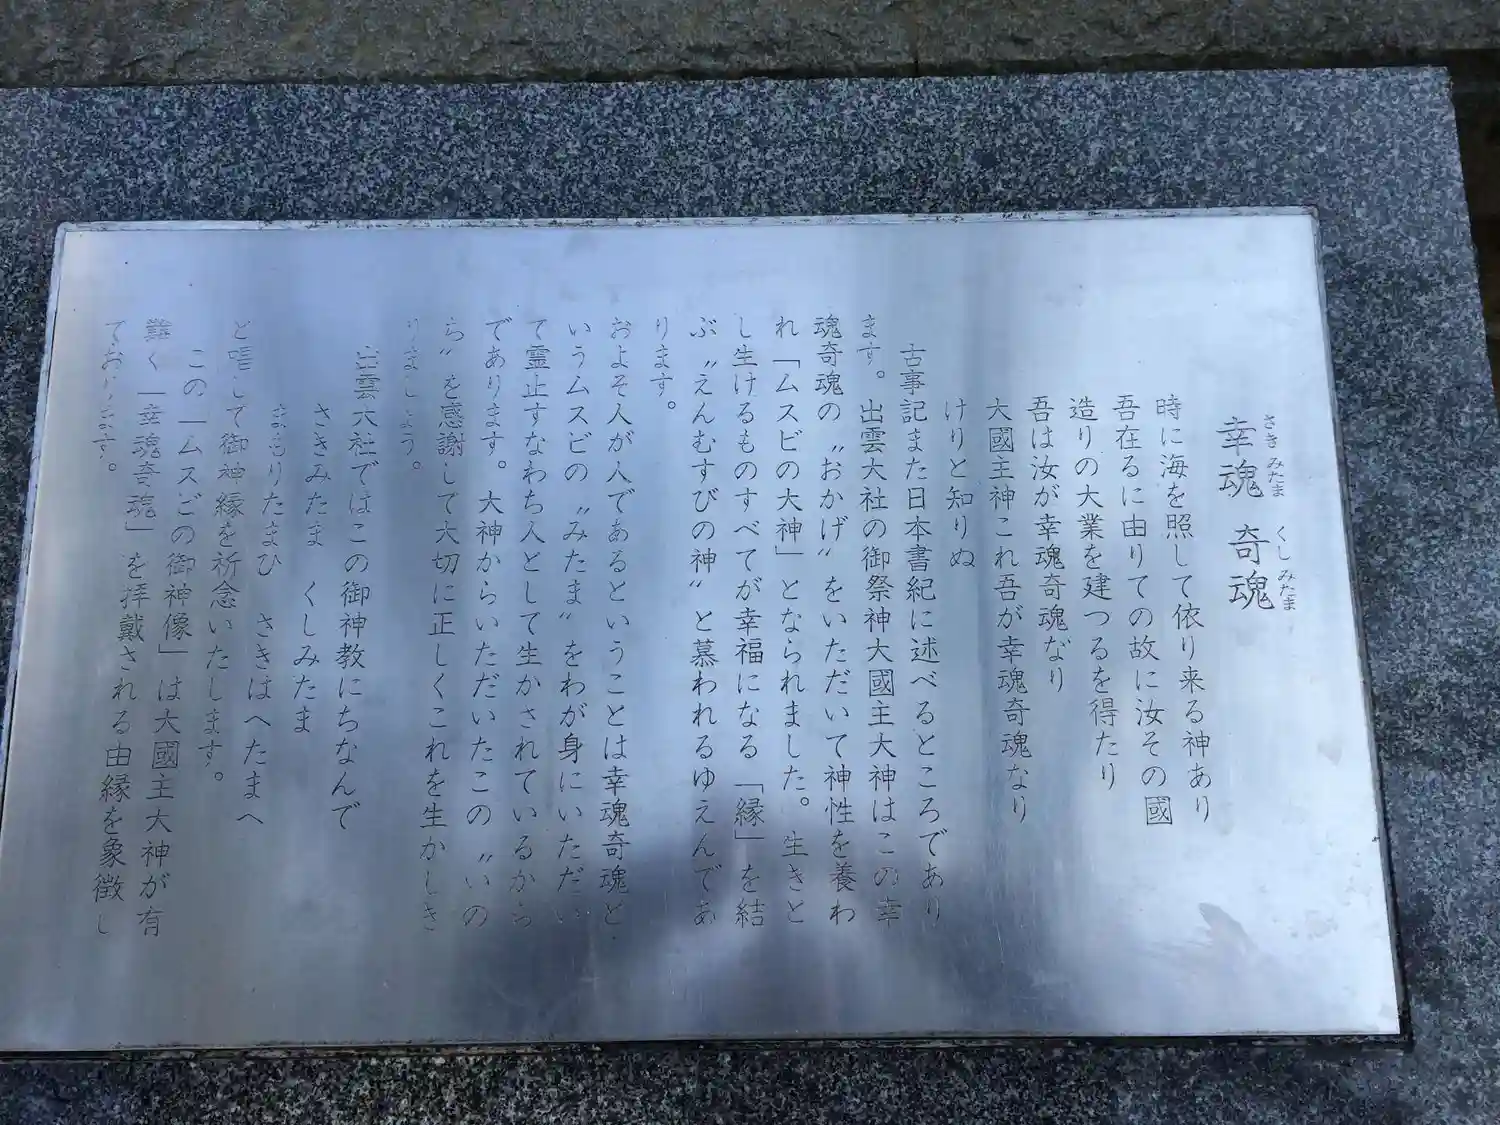 幸魂 奇魂
さき みたま くし みたま
時に海を照して依り来る神あり
吾在るに由りての故に汝その國
造りの大業を建つるを得たり
吾は汝が幸魂奇魂なり
大國主神これ吾が幸魂奇魂なり
けりと知りぬ
古事記また日本書紀に述べるところであり
ます。出雲大社の御祭神大國主大神はこの幸
魂奇魂の〝おかげ〟をいただいて神性を養わ
れ「ムスビの大神」となられました。生きと
し生けるものすべてが幸福になる「縁」を結
ぶ〝えんむすびの神〟と慕われるゆえんであ
ります。
およそ人が人であるということは幸魂奇魂と
いうムスビの〝みたま〟をわが身にいただい
て霊止すなわち人として生かされているから
であります。大神からいただいたこの〝いの
ち〟を感謝して大切に正しくこれを生かしき
りましょう。
出雲大社ではこの御神教にちなんで
さきみたま くしみたま
まもりたまひ さきはへたまへ
と唱して御神縁を祈念いたします。
この「ムスビの御神像」は大國主大神が有
難く「幸魂奇魂」を拝戴される由縁を象徴し
ております。